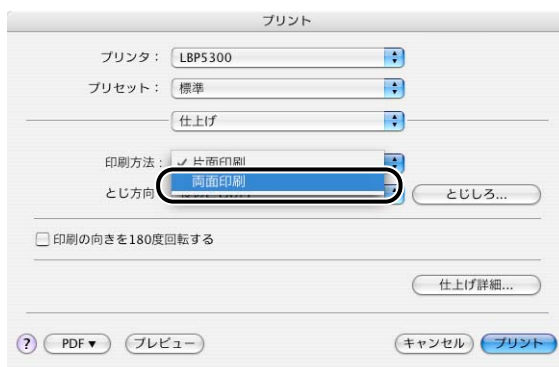 プリント
プリンタ： LBP5300
プリセット： 標準
仕上げ
印刷方法： ✓ 片面印刷
両面印刷
とじ方向
とじしろ...
印刷の向きを180度回転する
仕上げ詳細...
? PDF ▼ プレビュー キャンセル プリント